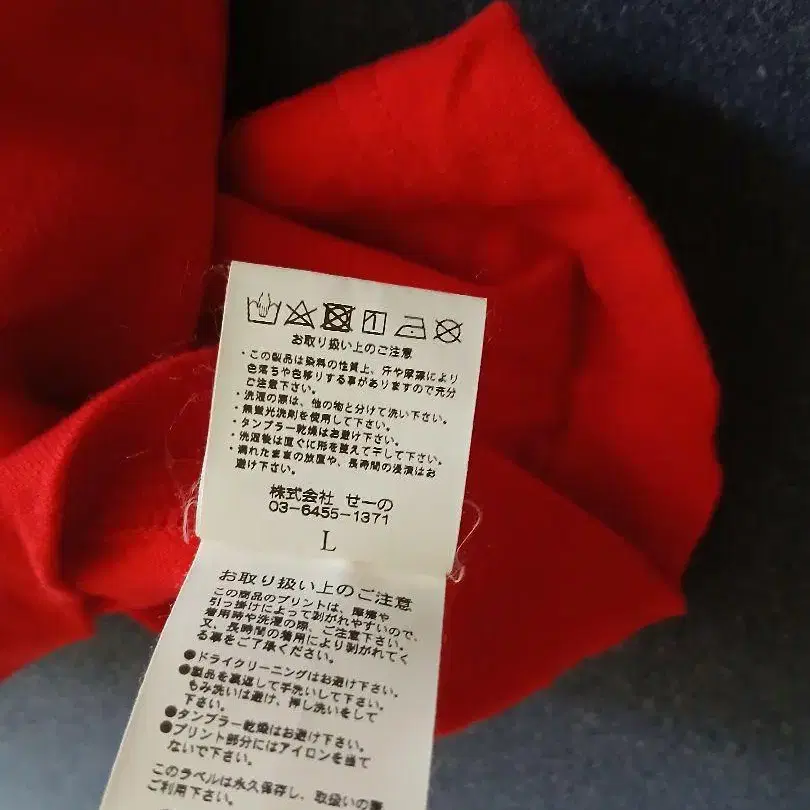 お取り扱い上のご注意
・この製品は染料の性質上、汗や摩擦により
色落ちや色移りする事がありますので充分
ご注意下さい。
・洗濯の際は、他の物と分けて洗い下さい。
・無蛍光洗剤を使用して下さい。
・タンブラー乾燥はお避け下さい。
・洗濯後は直ぐに形を整えて干して下さい。
・濡れたままの放置や、長時間の浸漬はお
避け下さい。
株式会社 せーの
03-6455-1371
L
お取り扱い上のご注意
この商品のプリントは、摩擦や
引っ掛けによって剥がれやすいので、
着用時や洗濯の際、ご注意下さい。
又、長時間の着用により剥がれてく
る事をご了承ください。
●ドライクリーニングはお避け下さい。
●製品を裏返して手洗いして下さい。
もみ洗いは避け、押し洗いをして
下さい。
●タンブラー乾燥はお避け下さい。
●プリント部分にはアイロンを当て
ないで下さい。
このラベルは永久保存し、取扱いの際
ご利用下さい。